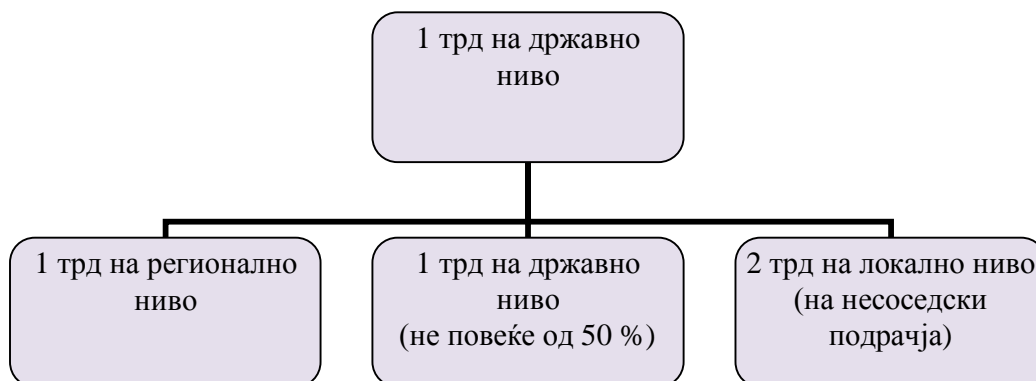 1 трд на државно
ниво
1 трд на регионално
ниво
1 трд на државно
ниво
(не повеќе од 50 %)
2 трд на локално ниво
(на несоседски
подрачја)